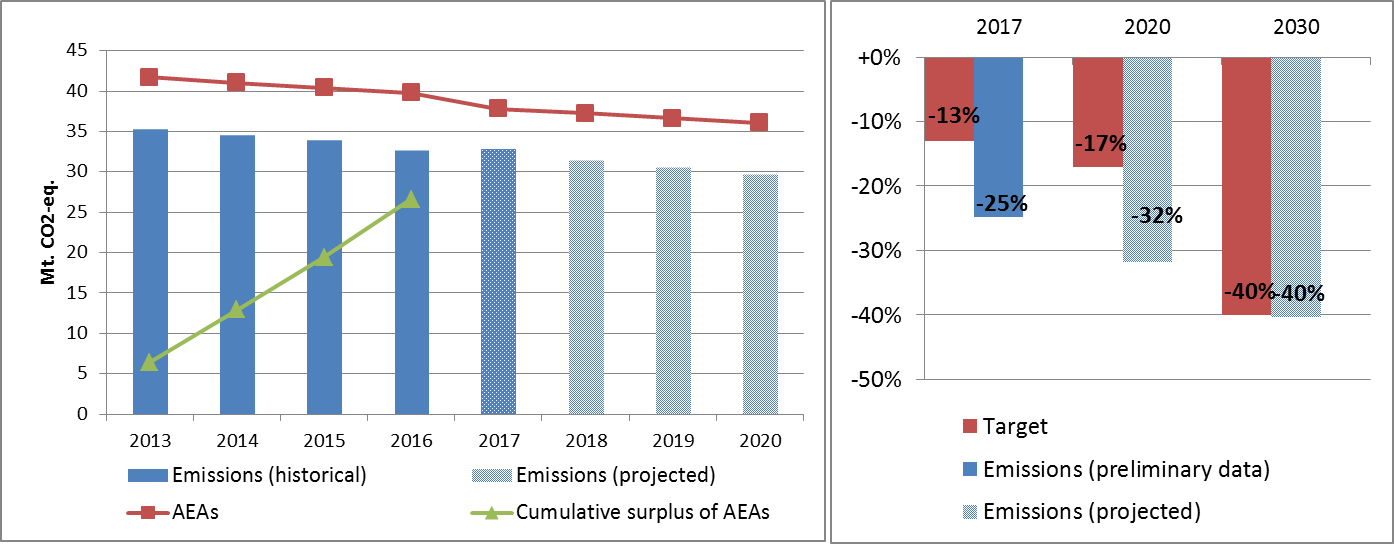 45
40
35
30
25
20
15
10
5
0
Mt. CO2-eq.
2013 2014 2015 2016 2017 2018 2019 2020
Emissions (historical) Emissions (projected)
AEAs Cumulative surplus of AEAs
2017 2020 2030
+0%
-10%
-20%
-30%
-40%
-50%
-13%
-25%
-17%
-32%
-40%
-40%
Target
Emissions (preliminary data)
Emissions (projected)